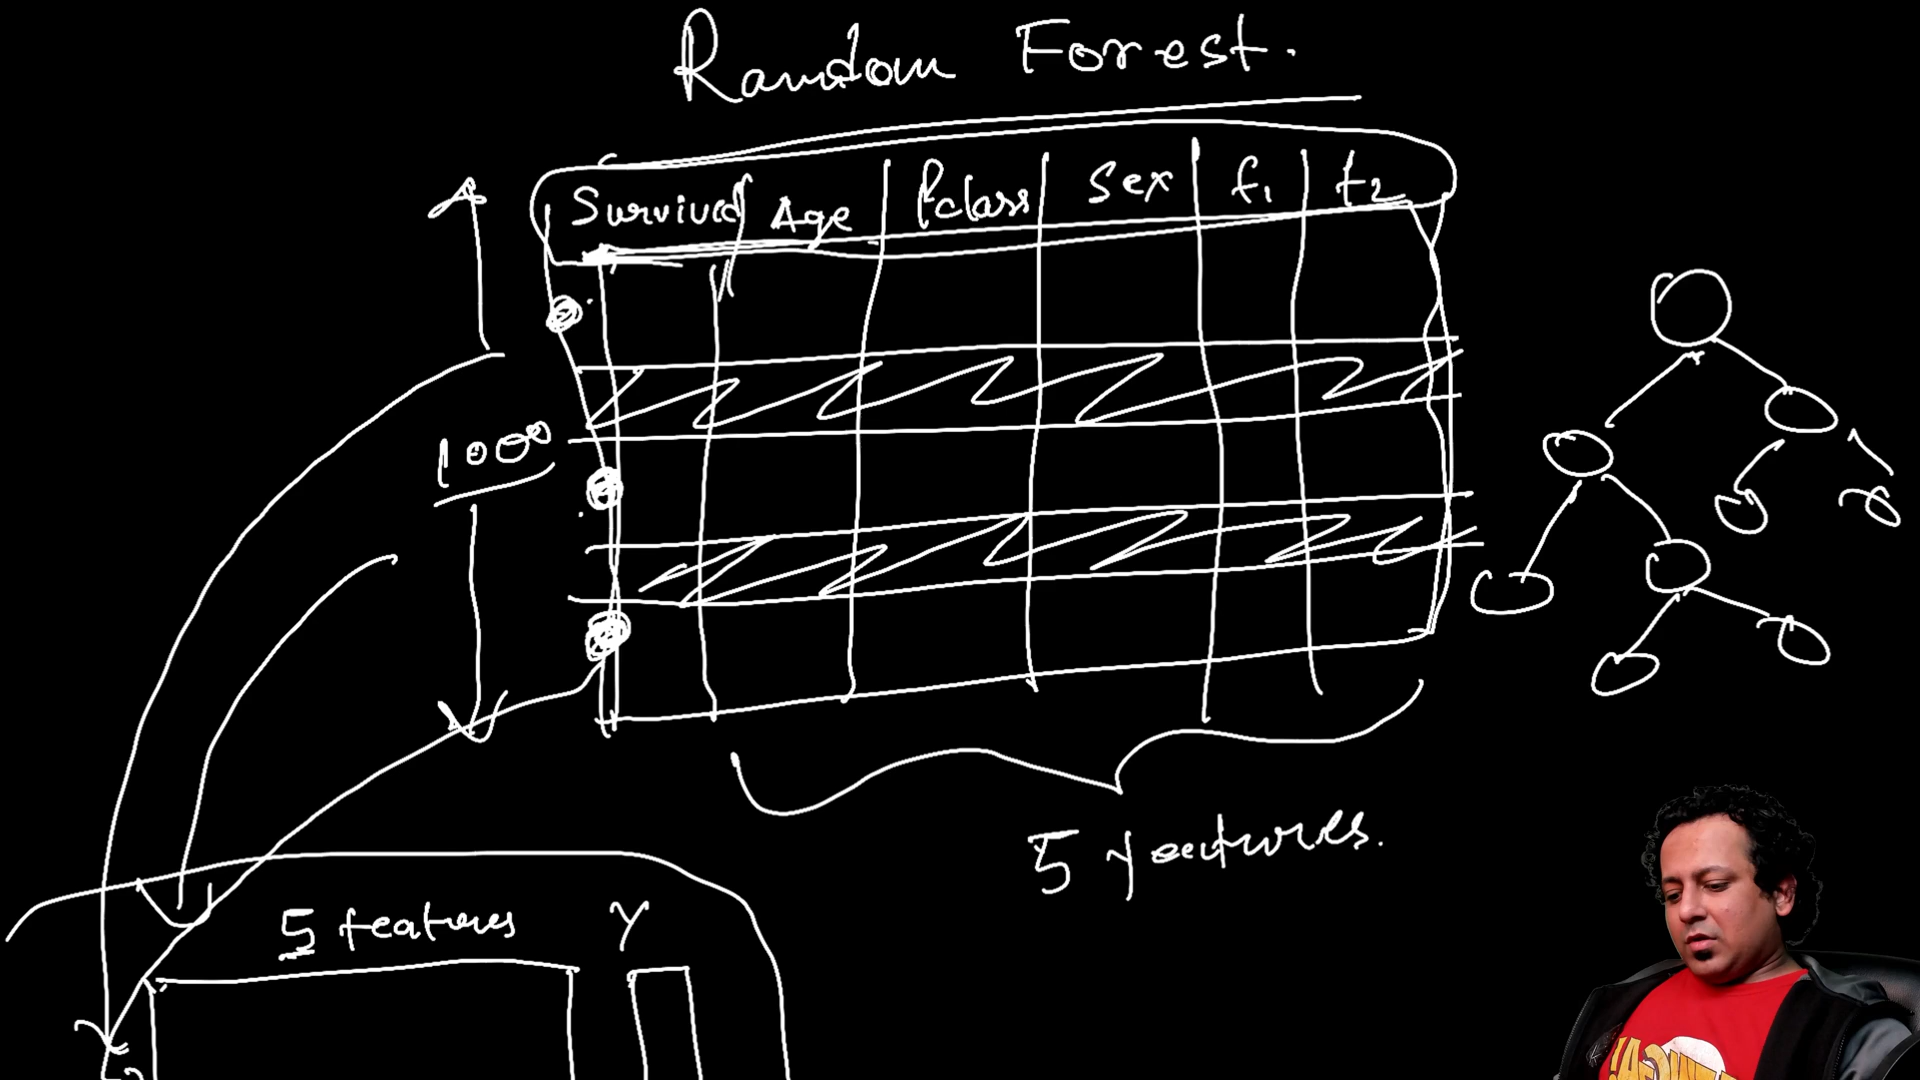 Random Forest.
Survived Age Pclass Sex f1 f2
1000
5 features.
5 features Y